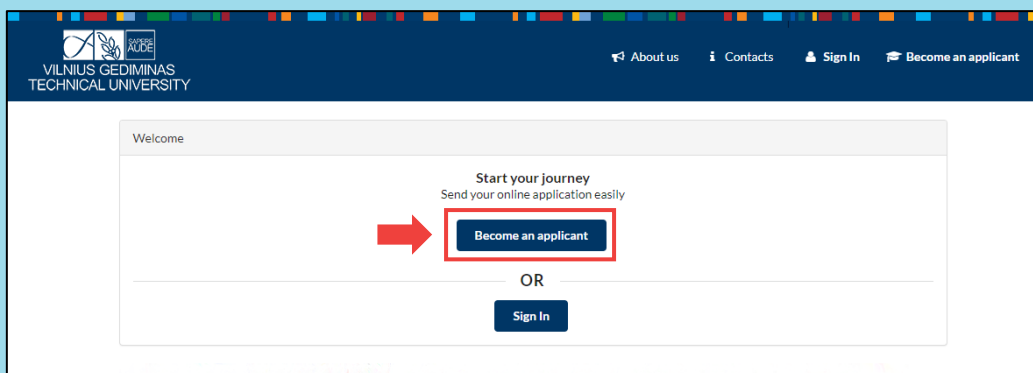 SAPERE
AUDE
VILNIUS GEDIMINAS
TECHNICAL UNIVERSITY
About us
Contacts
Sign In
Become an applicant
Welcome
Start your journey
Send your online application easily
Become an applicant
OR
Sign In